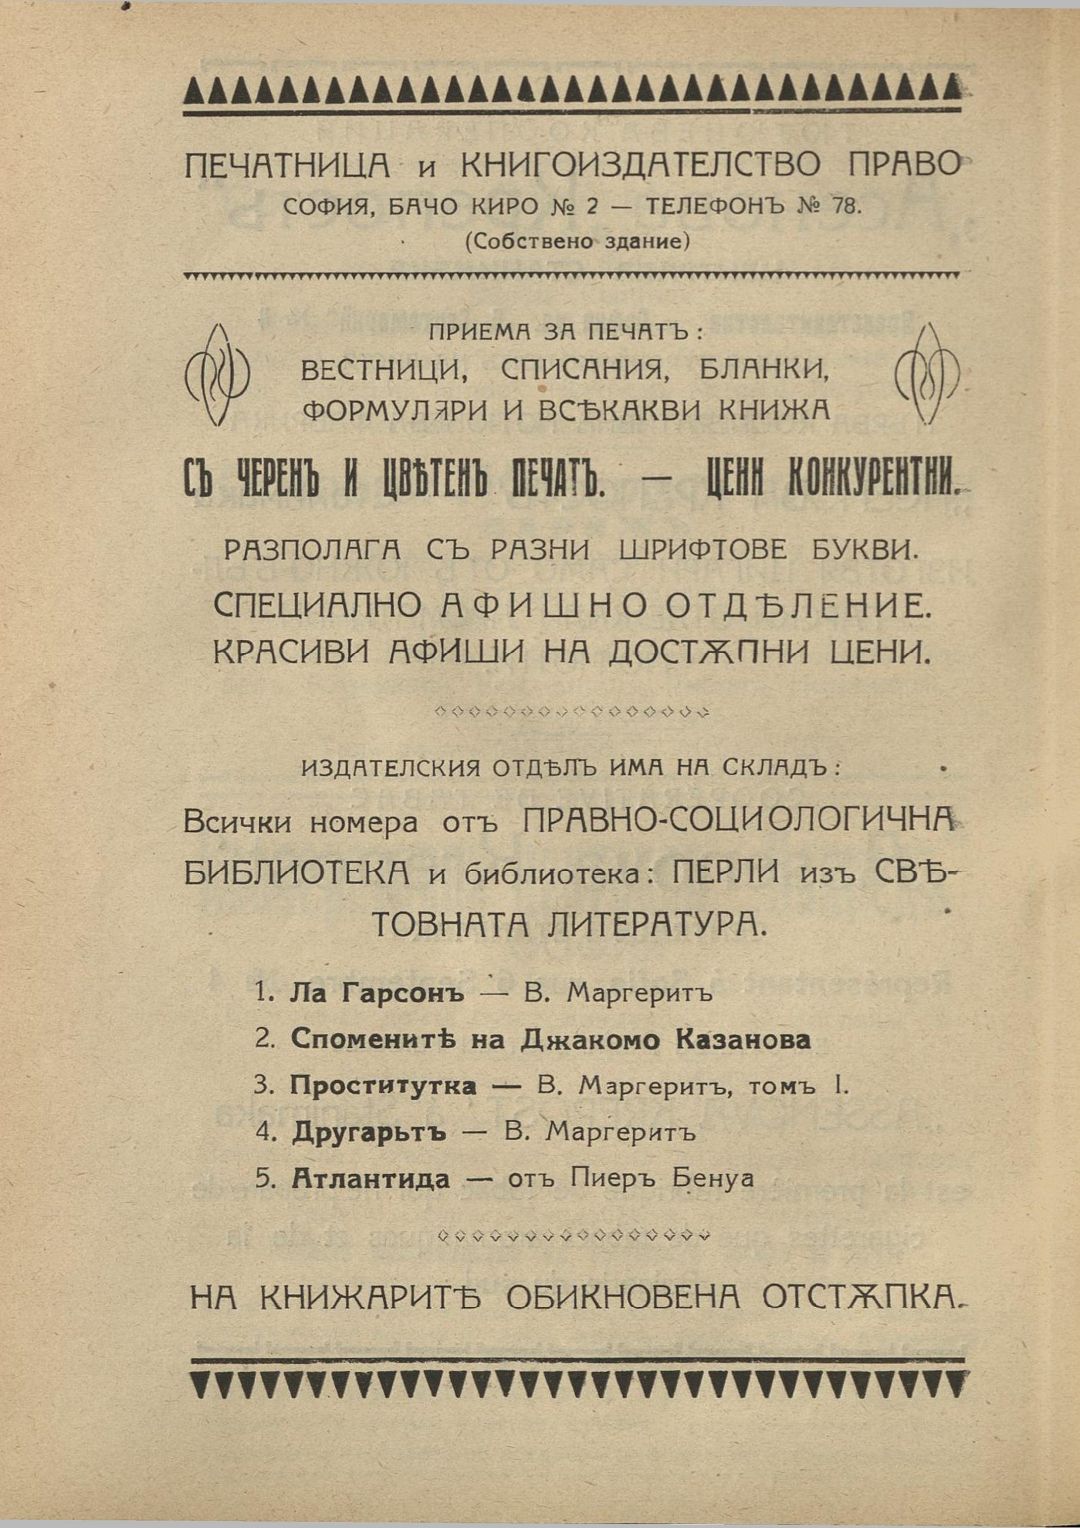 ПЕЧАТНИЦА и КНИГОИЗДАТЕЛСТВО ПРАВО
СОФИЯ, БАЧО КИРО № 2 — ТЕЛЕФОНЪ № 78.
(Собствено здание)
ПРИЕМА ЗА ПЕЧАТЪ:
ВЕСТНИЦИ, СПИСАНИЯ, БЛАНКИ,
ФОРМУЛЯРИ И ВСѢКАКВИ КНИЖА
СЪ ЧЕРЕНЪ И ЦВѢТЕНЪ ПЕЧАТЪ. — ЦЕНИ КОНКУРЕНТНИ.
РАЗПОЛАГА СЪ РАЗНИ ШРИФТОВЕ БУКВИ.
СПЕЦИАЛНО АФИШНО ОТДѢЛЕНИЕ.
КРАСИВИ АФИШИ НА ДОСТѪПНИ ЦЕНИ.
ИЗДАТЕЛСКИЯ ОТДѢЛЪ ИМА НА СКЛАДЪ:
Всички номера отъ ПРАВНО-СОЦИОЛОГИЧНА
БИБЛИОТЕКА и библиотека: ПЕРЛИ изъ СВѢ-
ТОВНАТА ЛИТЕРАТУРА.
1. Ла Гарсонъ — В. Маргеритъ
2. Споменитѣ на Джакомо Казанова
3. Проститутка — В. Маргеритъ, томъ I.
4. Другарьтъ — В. Маргеритъ
5. Атлантида — отъ Пиеръ Бенуа
НА КНИЖАРИТѢ ОБИКНОВЕНА ОТСТѪПКА.